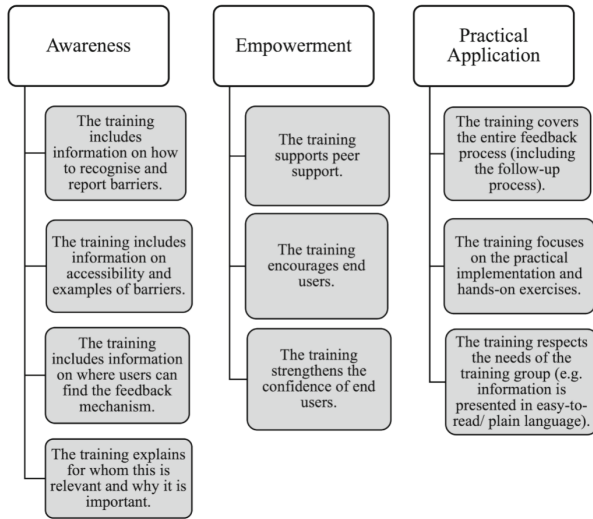 Awareness
The training
includes
information on how
to recognise and
report barriers.
The training includes
information on
accessibility and
examples of barriers.
The training
includes information
on where users can
find the feedback
mechanism.
The training explains
for whom this is
relevant and why it is
important.
Empowerment
The training
supports peer
support.
The training
encourages end
users.
The training
strengthens the
confidence of end
users.
Practical
Application
The training covers
the entire feedback
process (including
the follow-up
process).
The training focuses
on the practical
implementation and
hands-on exercises.
The training respects
the needs of the
training group (e.g.
information is
presented in easy-to-
read/ plain language).